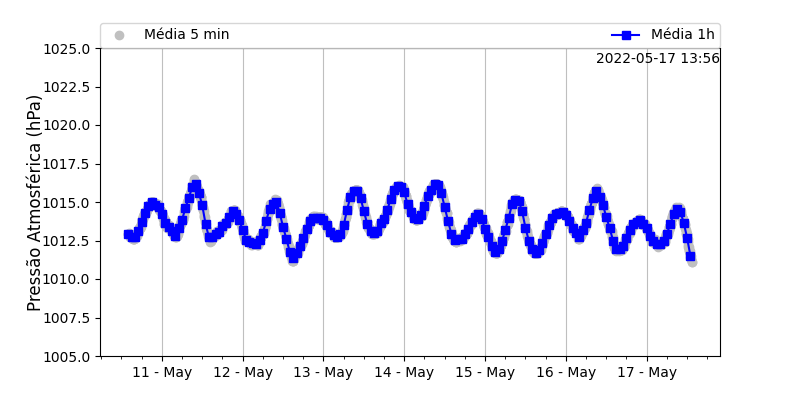 Média 5 min
Média 1h
2022-05-17 13:56
Pressão Atmosférica (hPa)
1025.0
1022.5
1020.0
1017.5
1015.0
1012.5
1010.0
1007.5
1005.0
11 - May
12 - May
13 - May
14 - May
15 - May
16 - May
17 - May